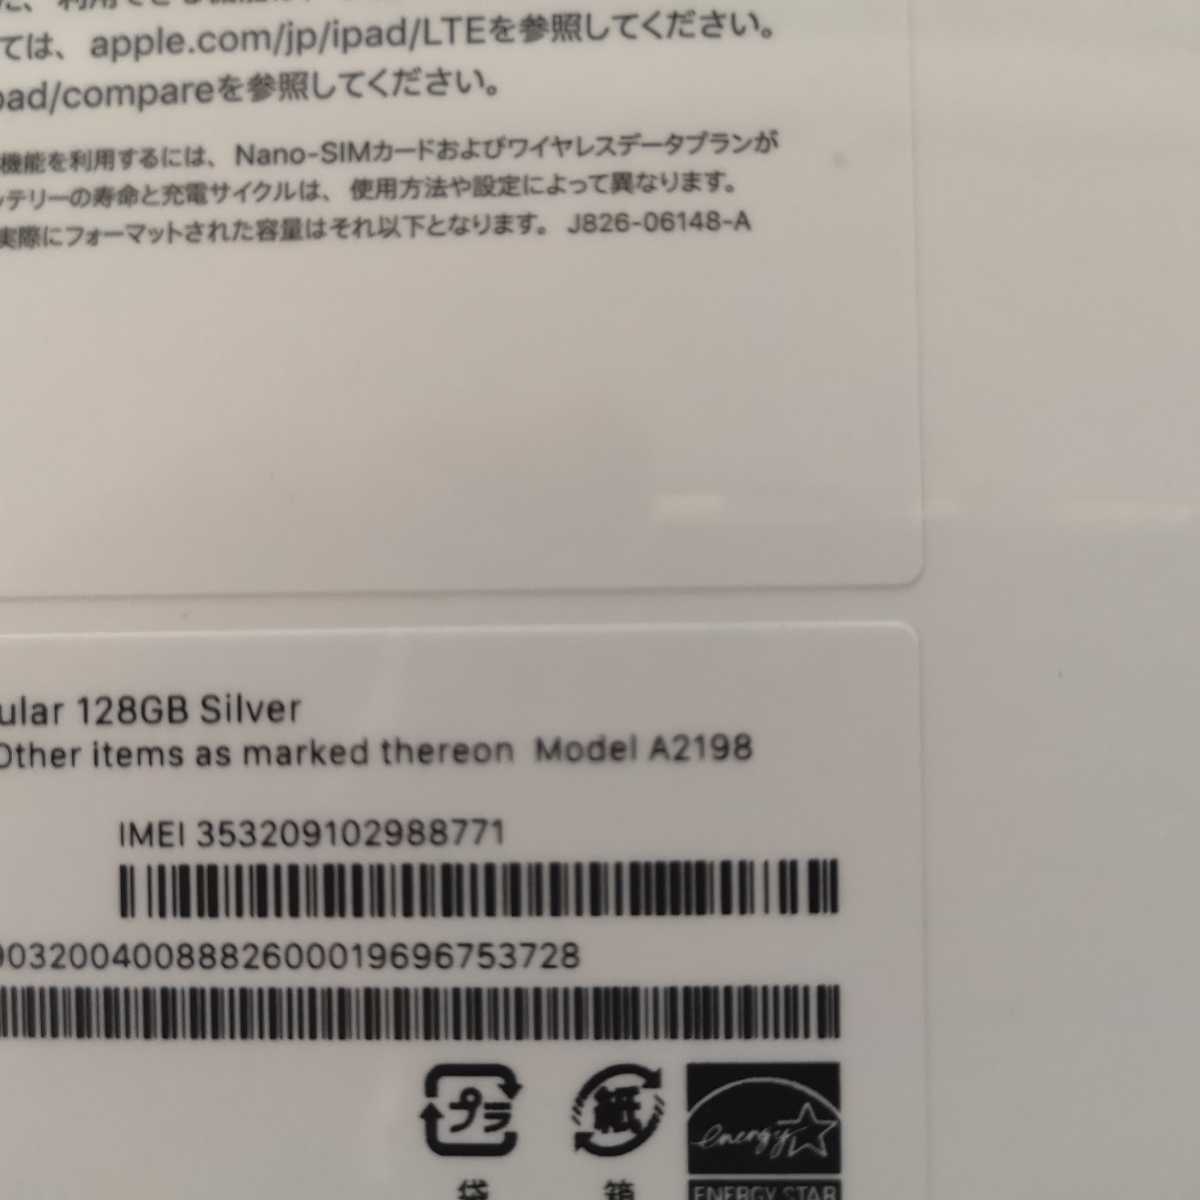 ては、apple.com/jp/ipad/LTEを参照してください。
pad/compareを参照してください。
機能を利用するには、Nano-SIMカードおよびワイヤレスデータプランが
ッテリーの寿命と充電サイクルは、使用方法や設定によって異なります。
実際にフォーマットされた容量はそれ以下となります。J826-06148-A
ular 128GB Silver
Other items as marked thereon Model A2198
IMEI 353209102988771
9032004008882600019696753728
プラ
紙
energy
袋
箱
ENERGY STAR